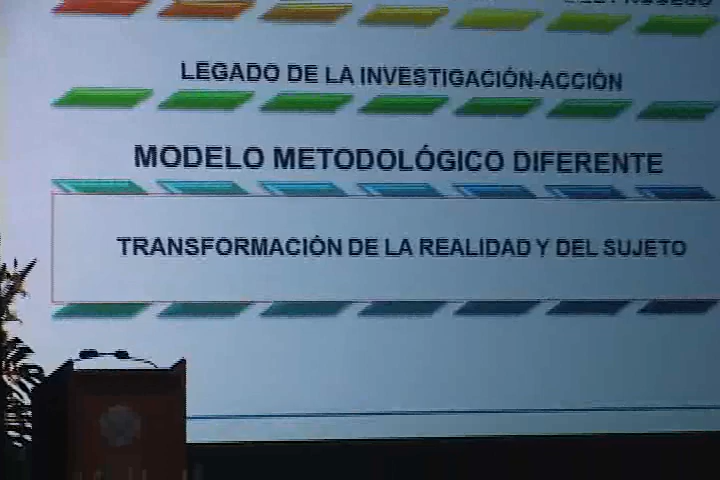 LEGADO DE LA INVESTIGACIÓN-ACCIÓN
MODELO METODOLÓGICO DIFERENTE
TRANSFORMACIÓN DE LA REALIDAD Y DEL SUJETO